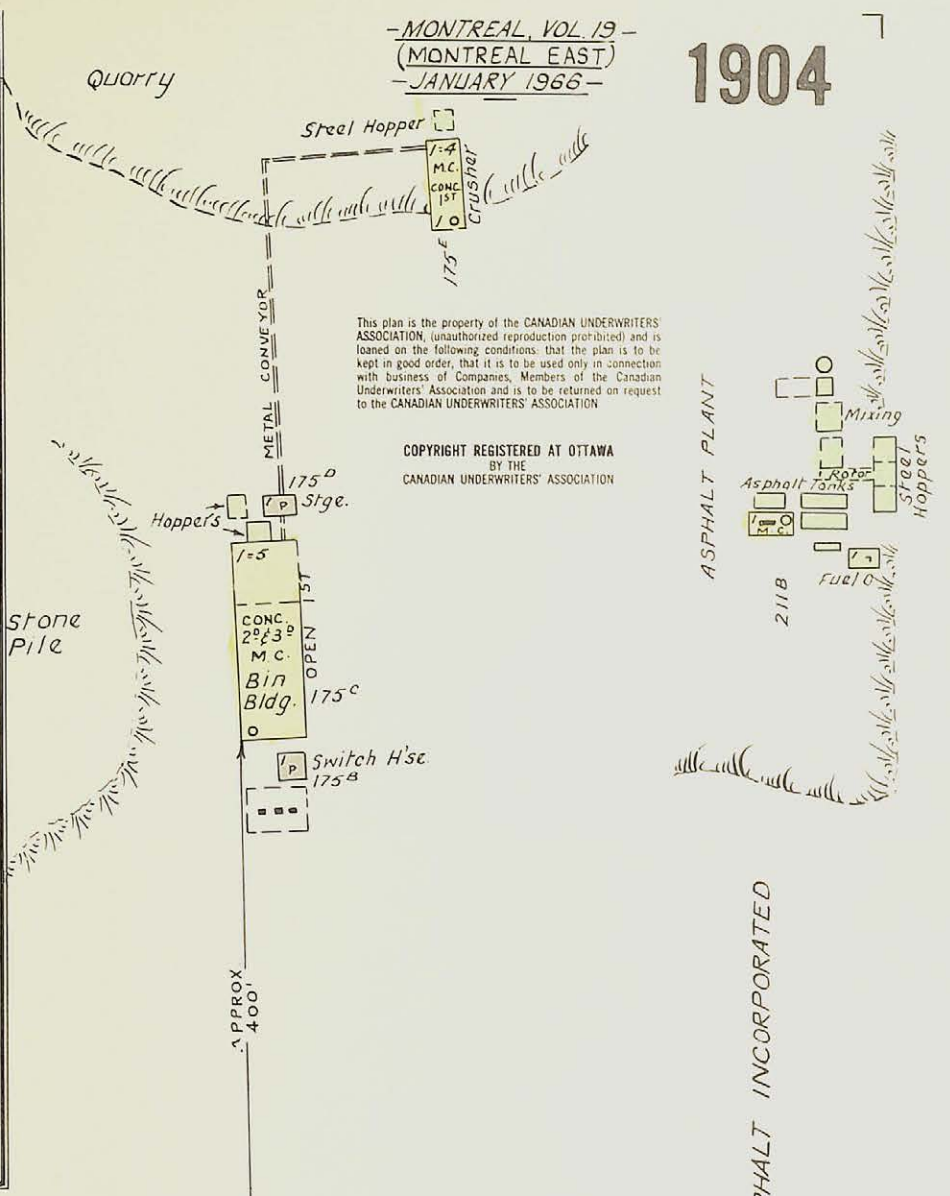 -MONTREAL, VOL. 19-
(MONTREAL EAST)
-JANUARY 1966-
1904
Quarry
Steel Hopper
1=4
M.C.
CONC.
1ST
1
Crusher
175E
METAL CONVEYOR
This plan is the property of the CANADIAN UNDERWRITERS'
ASSOCIATION, (unauthorized reproduction prohibited) and is
loaned on the following conditions: that the plan is to be
kept in good order, that it is to be used only in connection
with business of Companies, Members of the Canadian
Underwriters' Association and is to be returned on request
to the CANADIAN UNDERWRITERS' ASSOCIATION
COPYRIGHT REGISTERED AT OTTAWA
BY THE
CANADIAN UNDERWRITERS' ASSOCIATION
175D
1 P
Stge.
Hoppers
1=5
OPEN 1ST
CONC.
2D & 3D
M.C.
Bin
Bldg.
175C
Stone
Pile
1 P
Switch H'se
175B
APPROX
400'
ASPHALT PLANT
Mixing
Rotor
Steel
Hoppers
Asphalt Tanks
1
M.C.
1
Fuel O
211B
PHALT INCORPORATED